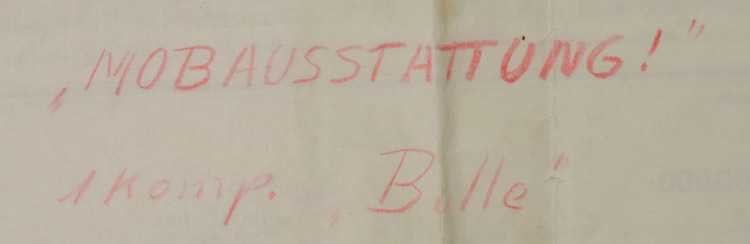 „MOBAUSSTATTUNG!"
1 Komp. „Bolle"